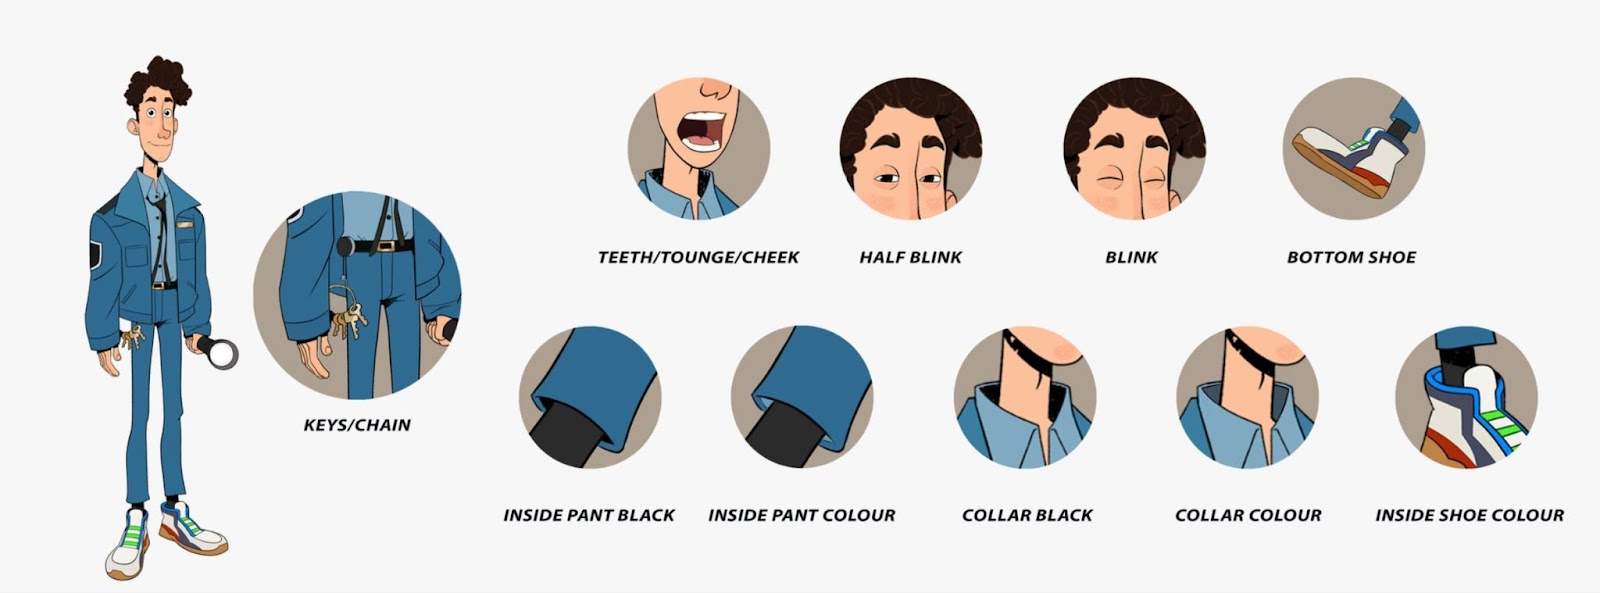 TEETH/TOUNGE/CHEEK
HALF BLINK
BLINK
BOTTOM SHOE
KEYS/CHAIN
INSIDE PANT BLACK
INSIDE PANT COLOUR
COLLAR BLACK
COLLAR COLOUR
INSIDE SHOE COLOUR